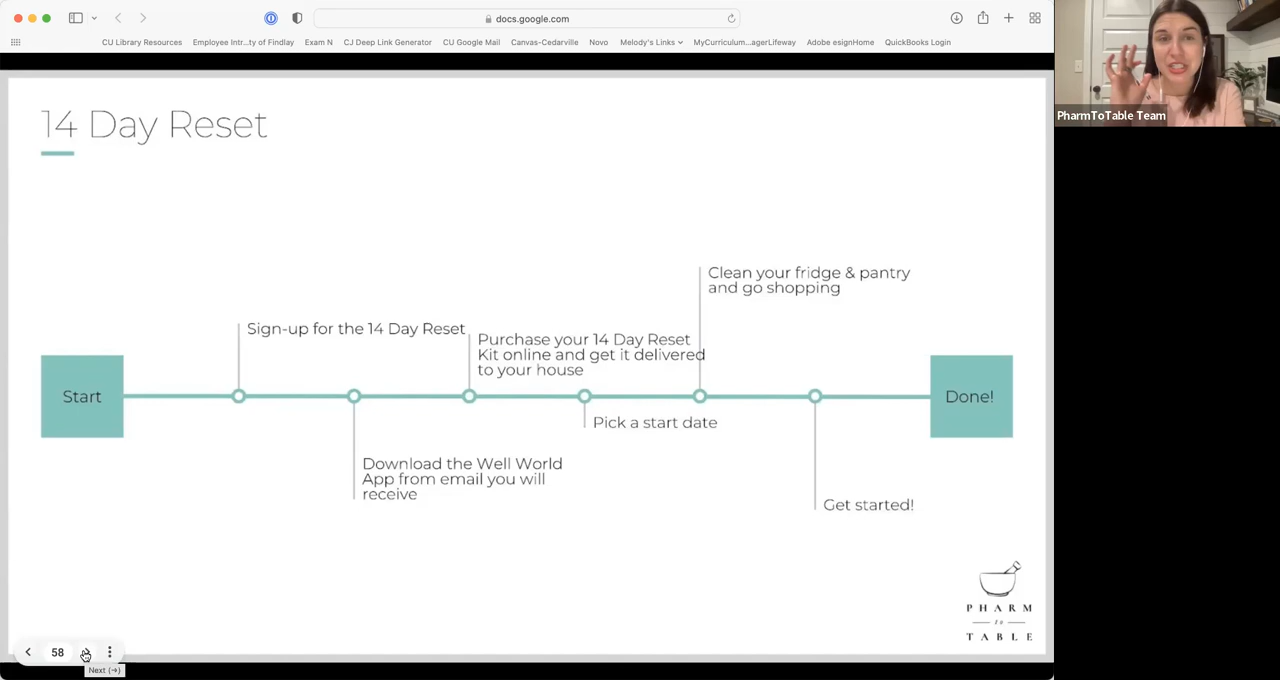 docs.google.com
CU Library Resources
Employee Intr...ty of Findlay
Exam N
CJ Deep Link Generator
CU Google Mail
Canvas-Cedarville
Novo
Melody's Links
MyCurriculum...agerLifeway
Adobe esignHome
QuickBooks Login
PharmToTable Team
14 Day Reset
Clean your fridge & pantry
and go shopping
Sign-up for the 14 Day Reset
Purchase your 14 Day Reset
Kit online and get it delivered
to your house
Start
Done!
Pick a start date
Download the Well World
App from email you will
receive
Get started!
PHARM
to
TABLE
58
Next (→)